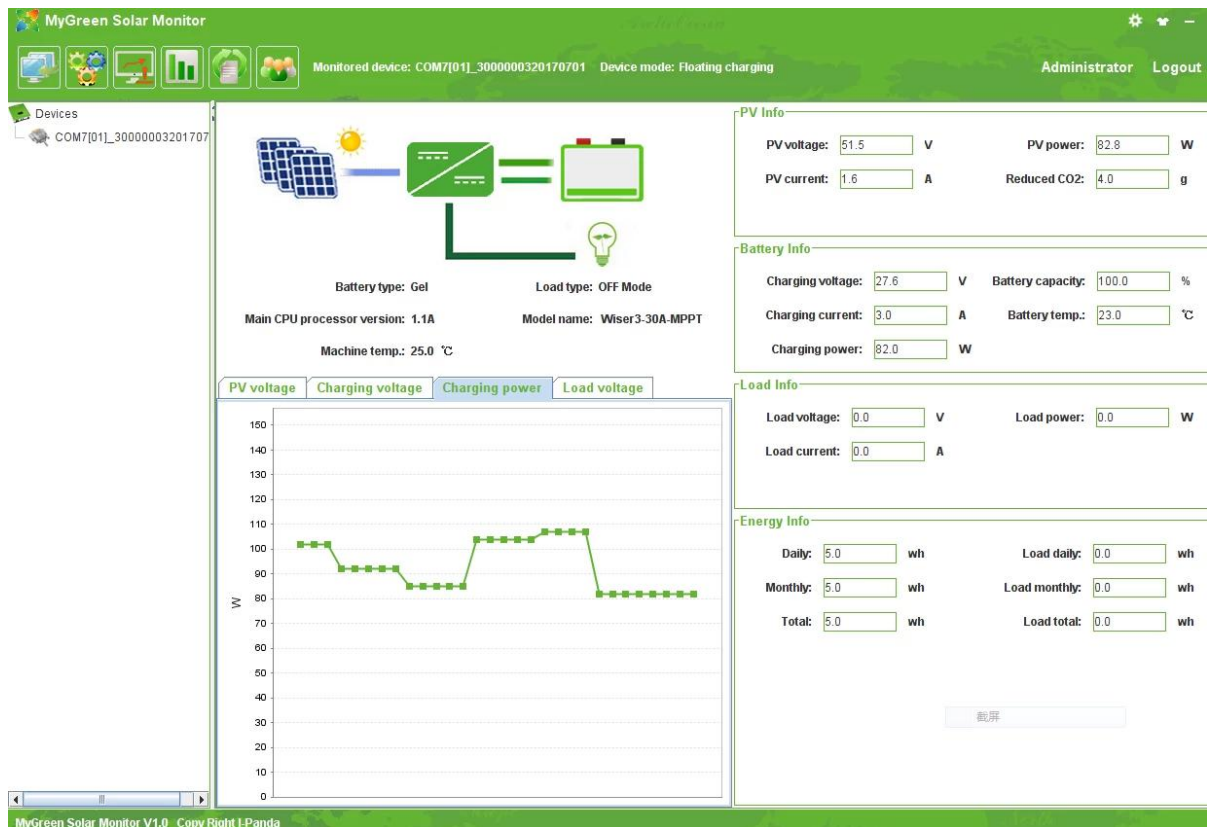 MyGreen Solar Monitor
Monitored device: COM7[01]_3000000320170701 Device mode: Floating charging
Administrator Logout
Devices
COM7[01]_30000003201707
Battery type: Gel Load type: OFF Mode
Main CPU processor version: 1.1A Model name: Wiser3-30A-MPPT
Machine temp.: 25.0 ℃
PV voltage Charging voltage Charging power Load voltage
W
150
140
130
120
110
100
90
80
70
60
50
40
30
20
10
0
PV Info
PV voltage: 51.5 V PV power: 82.8 W
PV current: 1.6 A Reduced CO2: 4.0 g
Battery Info
Charging voltage: 27.6 V Battery capacity: 100.0 %
Charging current: 3.0 A Battery temp.: 23.0 ℃
Charging power: 82.0 W
Load Info
Load voltage: 0.0 V Load power: 0.0 W
Load current: 0.0 A
Energy Info
Daily: 5.0 wh Load daily: 0.0 wh
Monthly: 5.0 wh Load monthly: 0.0 wh
Total: 5.0 wh Load total: 0.0 wh
截屏
MyGreen Solar Monitor V1.0 Copy Right I-Panda